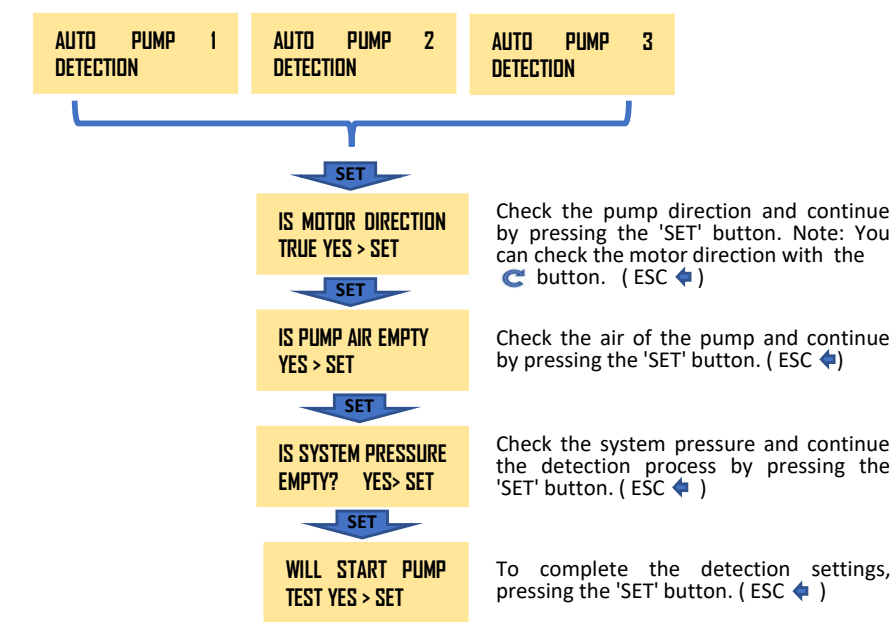 AUTO PUMP 1
DETECTION
AUTO PUMP 2
DETECTION
AUTO PUMP 3
DETECTION
SET
IS MOTOR DIRECTION
TRUE YES > SET
Check the pump direction and continue
by pressing the 'SET' button. Note: You
can check the motor direction with the
button. ( ESC )
SET
IS PUMP AIR EMPTY
YES > SET
Check the air of the pump and continue
by pressing the 'SET' button. ( ESC )
SET
IS SYSTEM PRESSURE
EMPTY? YES> SET
Check the system pressure and continue
the detection process by pressing the
'SET' button. ( ESC )
SET
WILL START PUMP
TEST YES > SET
To complete the detection settings,
pressing the 'SET' button. ( ESC )